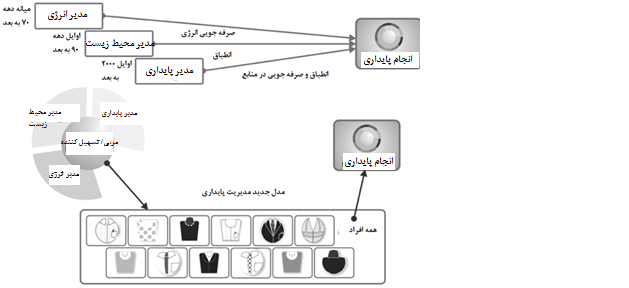 میانه دهه
۷۰ به بعد
مدیر انرژی
صرفه جویی انرژی
اوایل دهه
۹۰ به بعد
مدیر محیط زیست
انطباق
اوایل ۲۰۰۰
به بعد
مدیر پایداری
انطباق و صرفه جویی در منابع
انجام پایداری
مدیر پایداری
مدیر محیط
زیست
مربی/ تسهیل کننده
مدیر انرژی
انجام پایداری
مدل جدید مدیریت پایداری
همه افراد